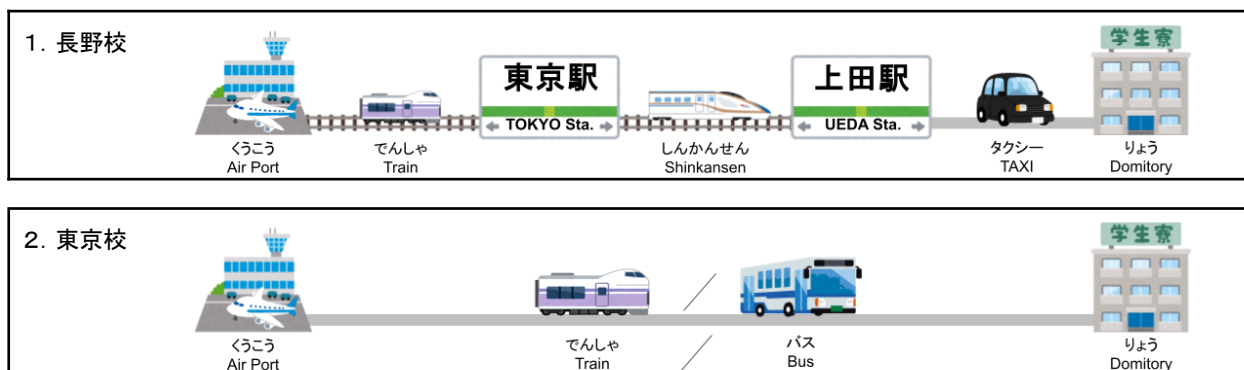 1. 長野校
東京駅
TOKYO Sta.
上田駅
UEDA Sta.
学生寮
くうこう
Air Port
でんしゃ
Train
しんかんせん
Shinkansen
タクシー
TAXI
りょう
Domitory
2. 東京校
学生寮
くうこう
Air Port
でんしゃ
Train
バス
Bus
りょう
Domitory